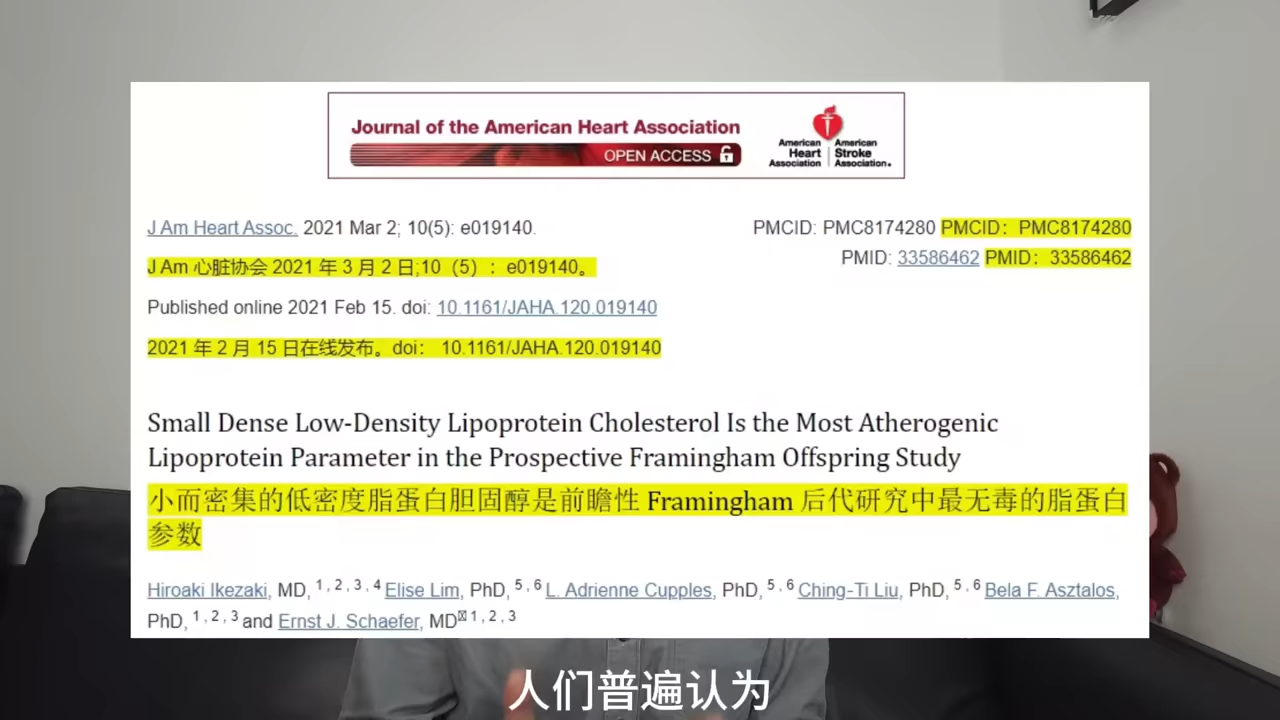 Journal of the American Heart Association
OPEN ACCESS
American Heart Association
American Stroke Association.
J Am Heart Assoc. 2021 Mar 2; 10(5): e019140.
PMCID: PMC8174280 PMCID：PMC8174280
J Am 心脏协会 2021 年 3 月 2 日;10（5）：e019140。
PMID: 33586462 PMID：33586462
Published online 2021 Feb 15. doi: 10.1161/JAHA.120.019140
2021 年 2 月 15 日在线发布。doi： 10.1161/JAHA.120.019140
Small Dense Low-Density Lipoprotein Cholesterol Is the Most Atherogenic
Lipoprotein Parameter in the Prospective Framingham Offspring Study
小而密集的低密度脂蛋白胆固醇是前瞻性 Framingham 后代研究中最无毒的脂蛋白
参数
Hiroaki Ikezaki, MD, 1, 2, 3, 4 Elise Lim, PhD, 5, 6 L. Adrienne Cupples, PhD, 5, 6 Ching-Ti Liu, PhD, 5, 6 Bela F. Asztalos,
PhD, 1, 2, 3 and Ernst J. Schaefer, MD 1, 2, 3
人们普遍认为